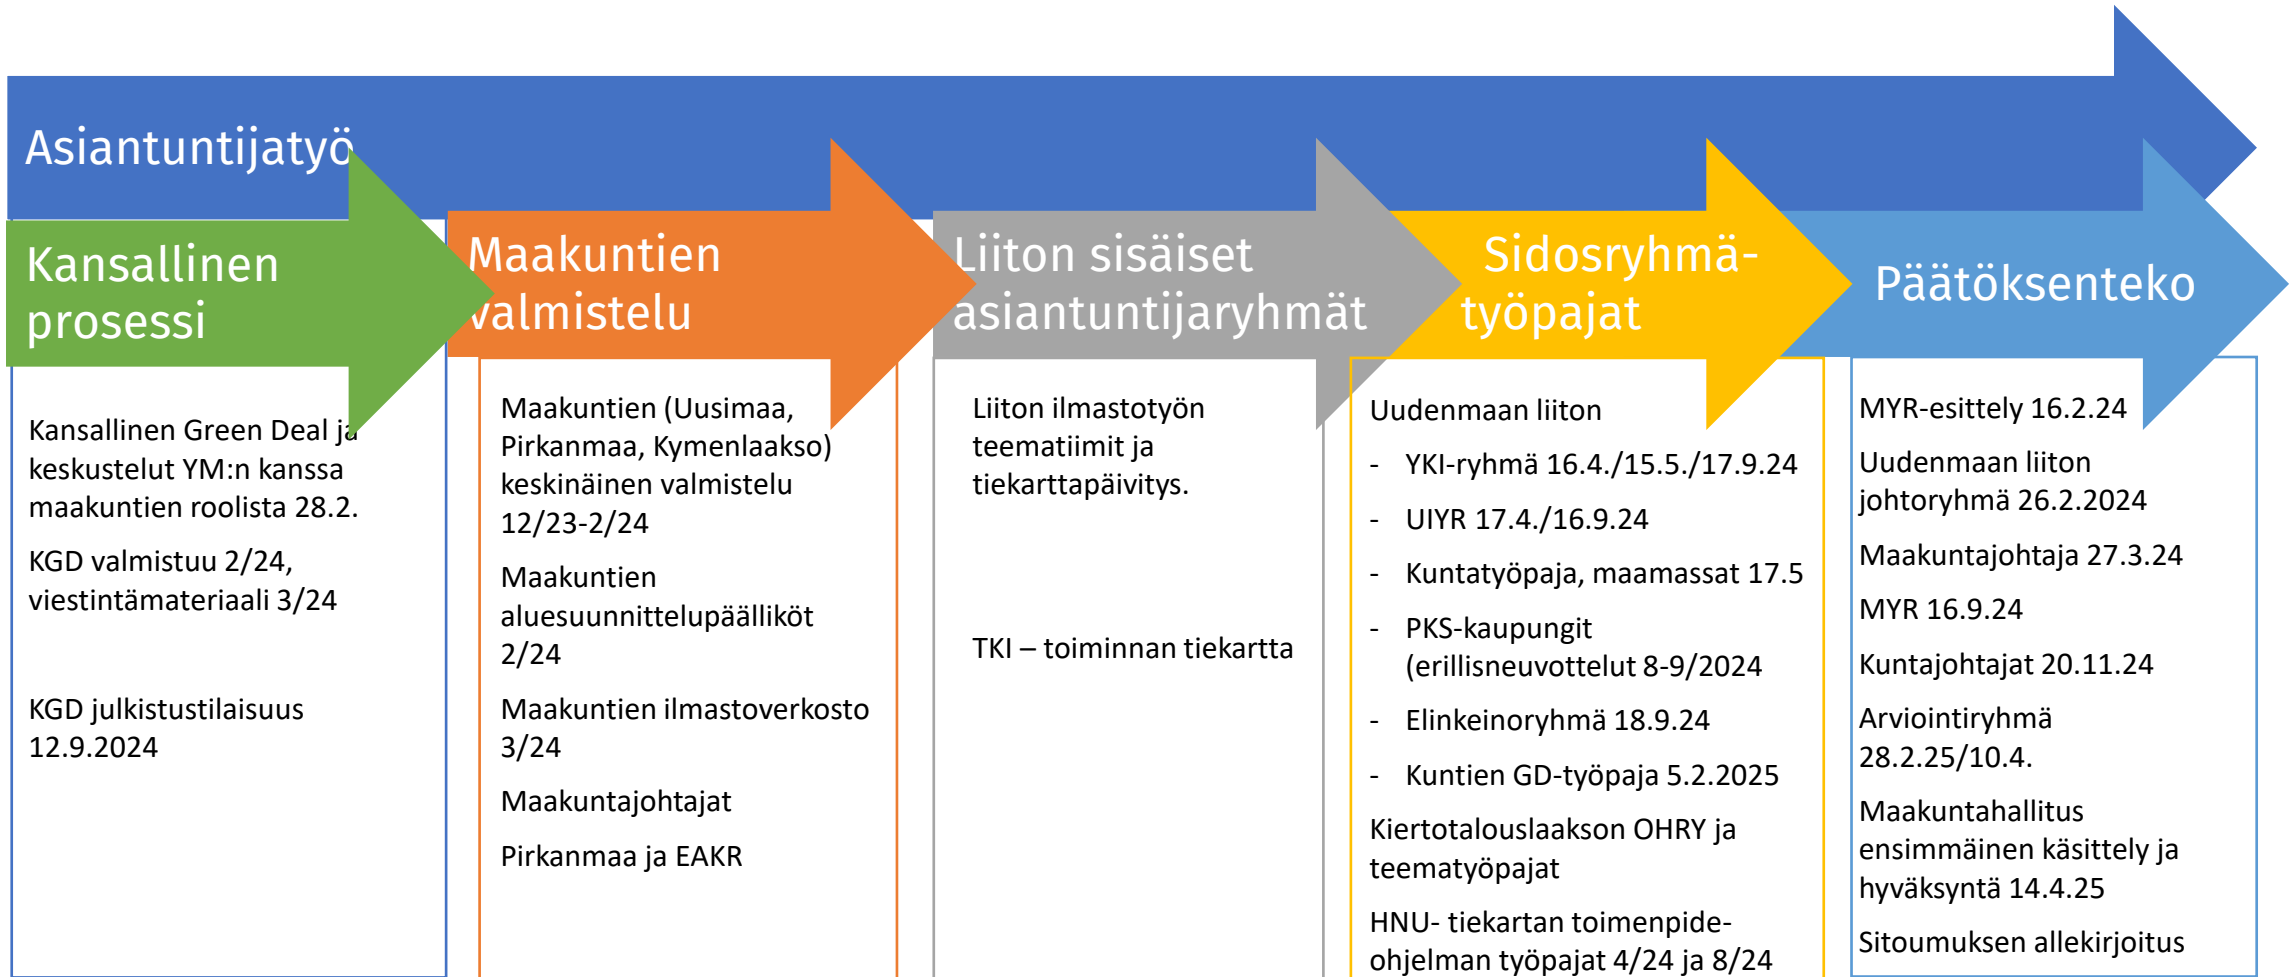 Asiantuntijatyö
Kansallinen
prosessi
Kansallinen Green Deal ja
keskustelut YM:n kanssa
maakuntien roolista 28.2.
KGD valmistuu 2/24,
viestintämateriaali 3/24
KGD julkistustilaisuus
12.9.2024
Maakuntien
valmistelu
Maakuntien (Uusimaa,
Pirkanmaa, Kymenlaakso)
keskinäinen valmistelu
12/23-2/24
Maakuntien
aluesuunnittelupäälliköt
2/24
Maakuntien ilmastoverkosto
3/24
Maakuntajohtajat
Pirkanmaa ja EAKR
Liiton sisäiset
asiantuntijaryhmät
Liiton ilmastotyön
teematiimit ja
tiekarttapäivitys.
TKI – toiminnan tiekartta
Sidosryhmä-
työpajat
Uudenmaan liiton
- YKI-ryhmä 16.4./15.5./17.9.24
- UIYR 17.4./16.9.24
- Kuntatyöpaja, maamassat 17.5
- PKS-kaupungit
(erillisneuvottelut 8-9/2024
- Elinkeinoryhmä 18.9.24
- Kuntien GD-työpaja 5.2.2025
Kiertotalouslaakson OHRY ja
teematyöpajat
HNU- tiekartan toimenpide-
ohjelman työpajat 4/24 ja 8/24
Päätöksenteko
MYR-esittely 16.2.24
Uudenmaan liiton
johtoryhmä 26.2.2024
Maakuntajohtaja 27.3.24
MYR 16.9.24
Kuntajohtajat 20.11.24
Arviointiryhmä
28.2.25/10.4.
Maakuntahallitus
ensimmäinen käsittely ja
hyväksyntä 14.4.25
Sitoumuksen allekirjoitus